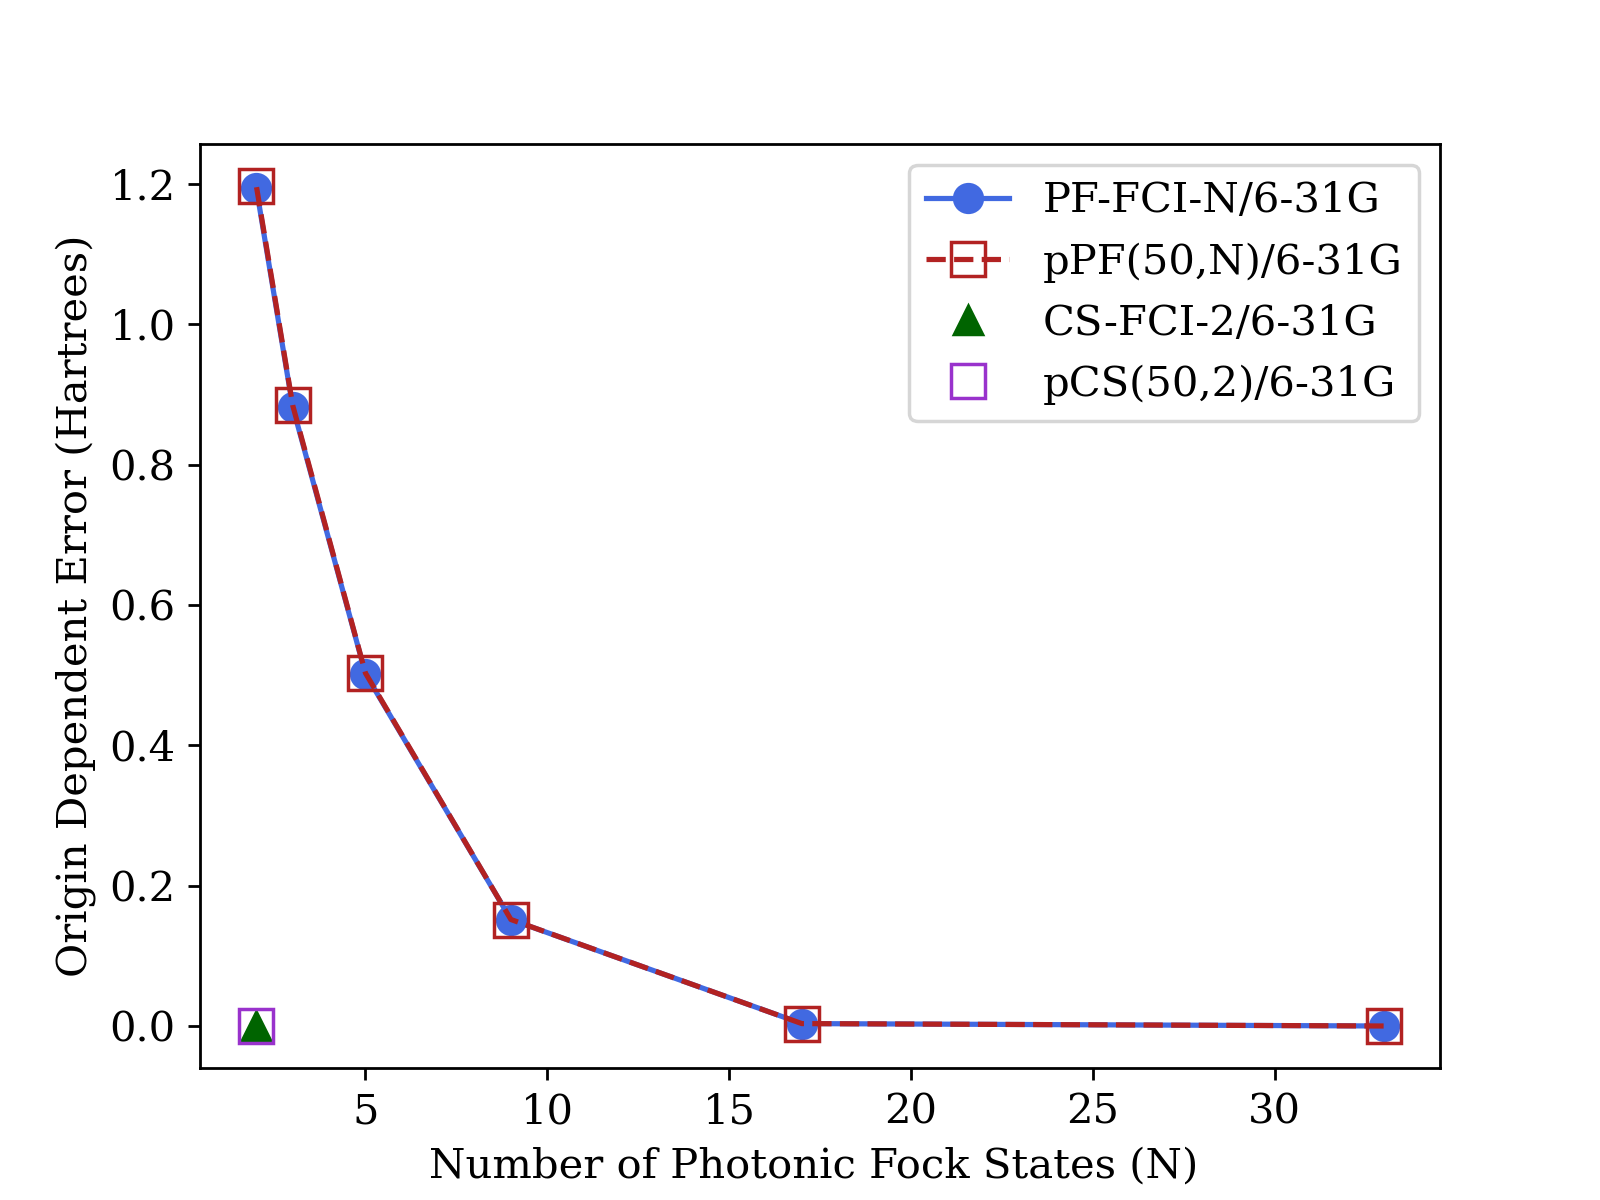 PF-FCI-N/6-31G
pPF(50,N)/6-31G
CS-FCI-2/6-31G
pCS(50,2)/6-31G
Origin Dependent Error (Hartrees)
1.2
1.0
0.8
0.6
0.4
0.2
0.0
5 10 15 20 25 30
Number of Photonic Fock States (N)